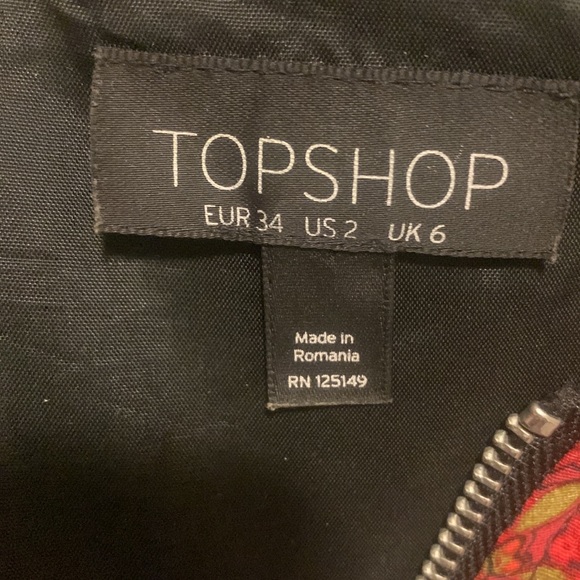 TOPSHOP
EUR 34 US 2 UK 6
Made in
Romania
RN 125149